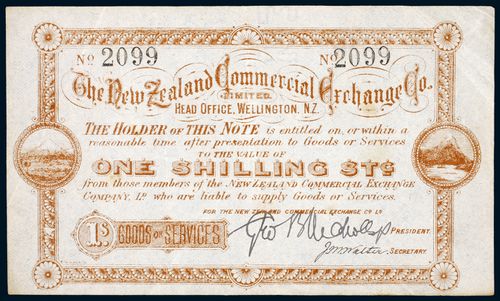 No 2099 No 2099
The New Zealand Commercial Exchange Co.
LIMITED.
HEAD OFFICE, WELLINGTON, N.Z.
THE HOLDER OF THIS NOTE is entitled on, or within a
reasonable time after presentation to Goods or Services
TO THE VALUE OF
ONE SHILLING STG
from those members of the NEW ZEALAND COMMERCIAL EXCHANGE
COMPANY, LD who are liable to supply Goods or Services.
FOR THE NEW ZEALAND COMMERCIAL EXCHANGE CO LD
1S GOODS OR SERVICES PRESIDENT.
SECRETARY.